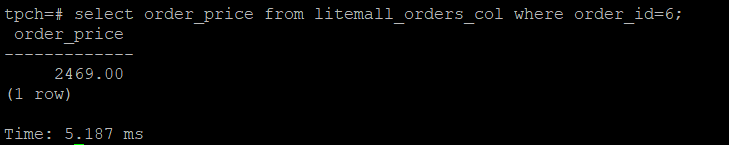 tpch=# select order_price from litemall_orders_col where order_id=6;
 order_price
-------------
     2469.00
(1 row)

Time: 5.187 ms